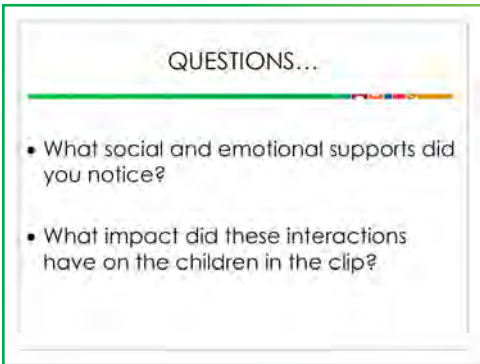 QUESTIONS…
• What social and emotional supports did
you notice?
• What impact did these interactions
have on the children in the clip?